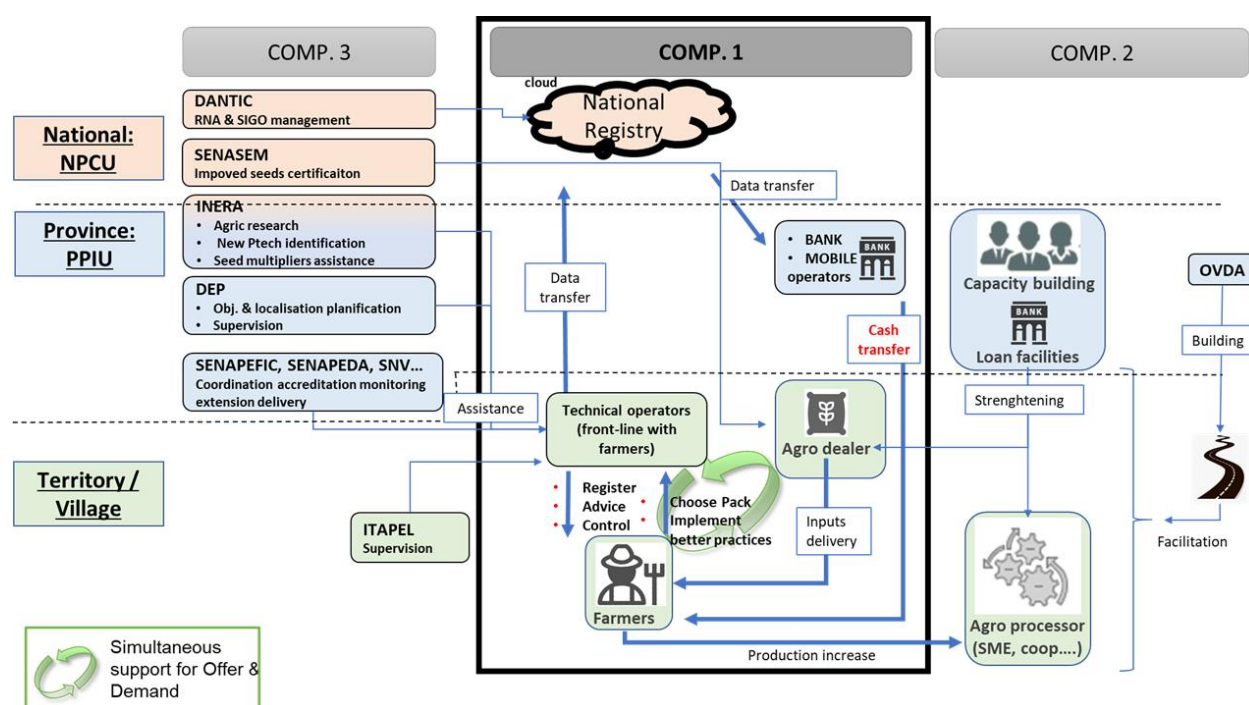 COMP. 3
COMP. 1
COMP. 2
National:
NPCU
Province:
PPIU
Territory /
Village
DANTIC
RNA & SIGO management
SENASEM
Impoved seeds certificaiton
INERA
• Agric research
• New Ptech identification
• Seed multipliers assistance
DEP
• Obj. & localisation planification
• Supervision
SENAPEFIC, SENAPEDA, SNV...
Coordination accreditation monitoring
extension delivery
Assistance
ITAPEL
Supervision
cloud
National
Registry
Data transfer
• BANK
• MOBILE
operators
BANK
Data
transfer
Cash
transfer
Technical operators
(front-line with
farmers)
Agro dealer
• Register
• Advice
• Control
• Choose Pack
• Implement
• better practices
Inputs
delivery
Farmers
Production increase
Capacity building
BANK
Loan facilities
Strenghtening
OVDA
Building
Facilitation
Agro processor
(SME, coop....)
Simultaneous
support for Offer &
Demand